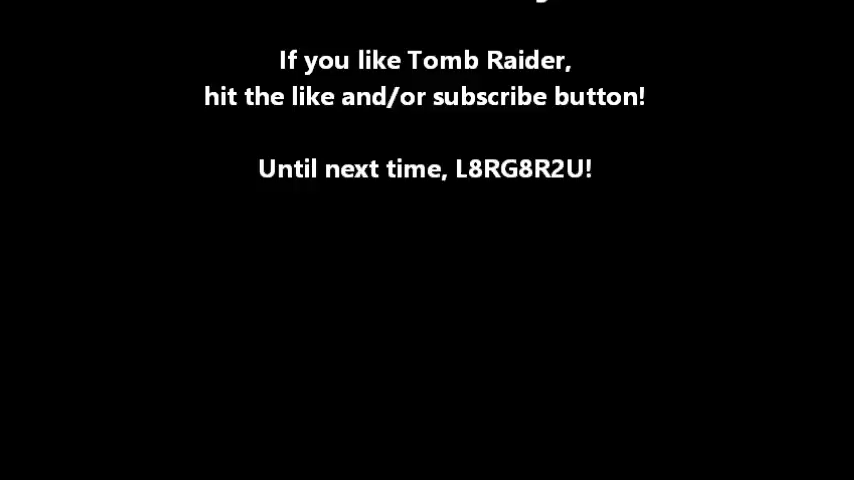 If you like Tomb Raider,
hit the like and/or subscribe button!
Until next time, L8RG8R2U!